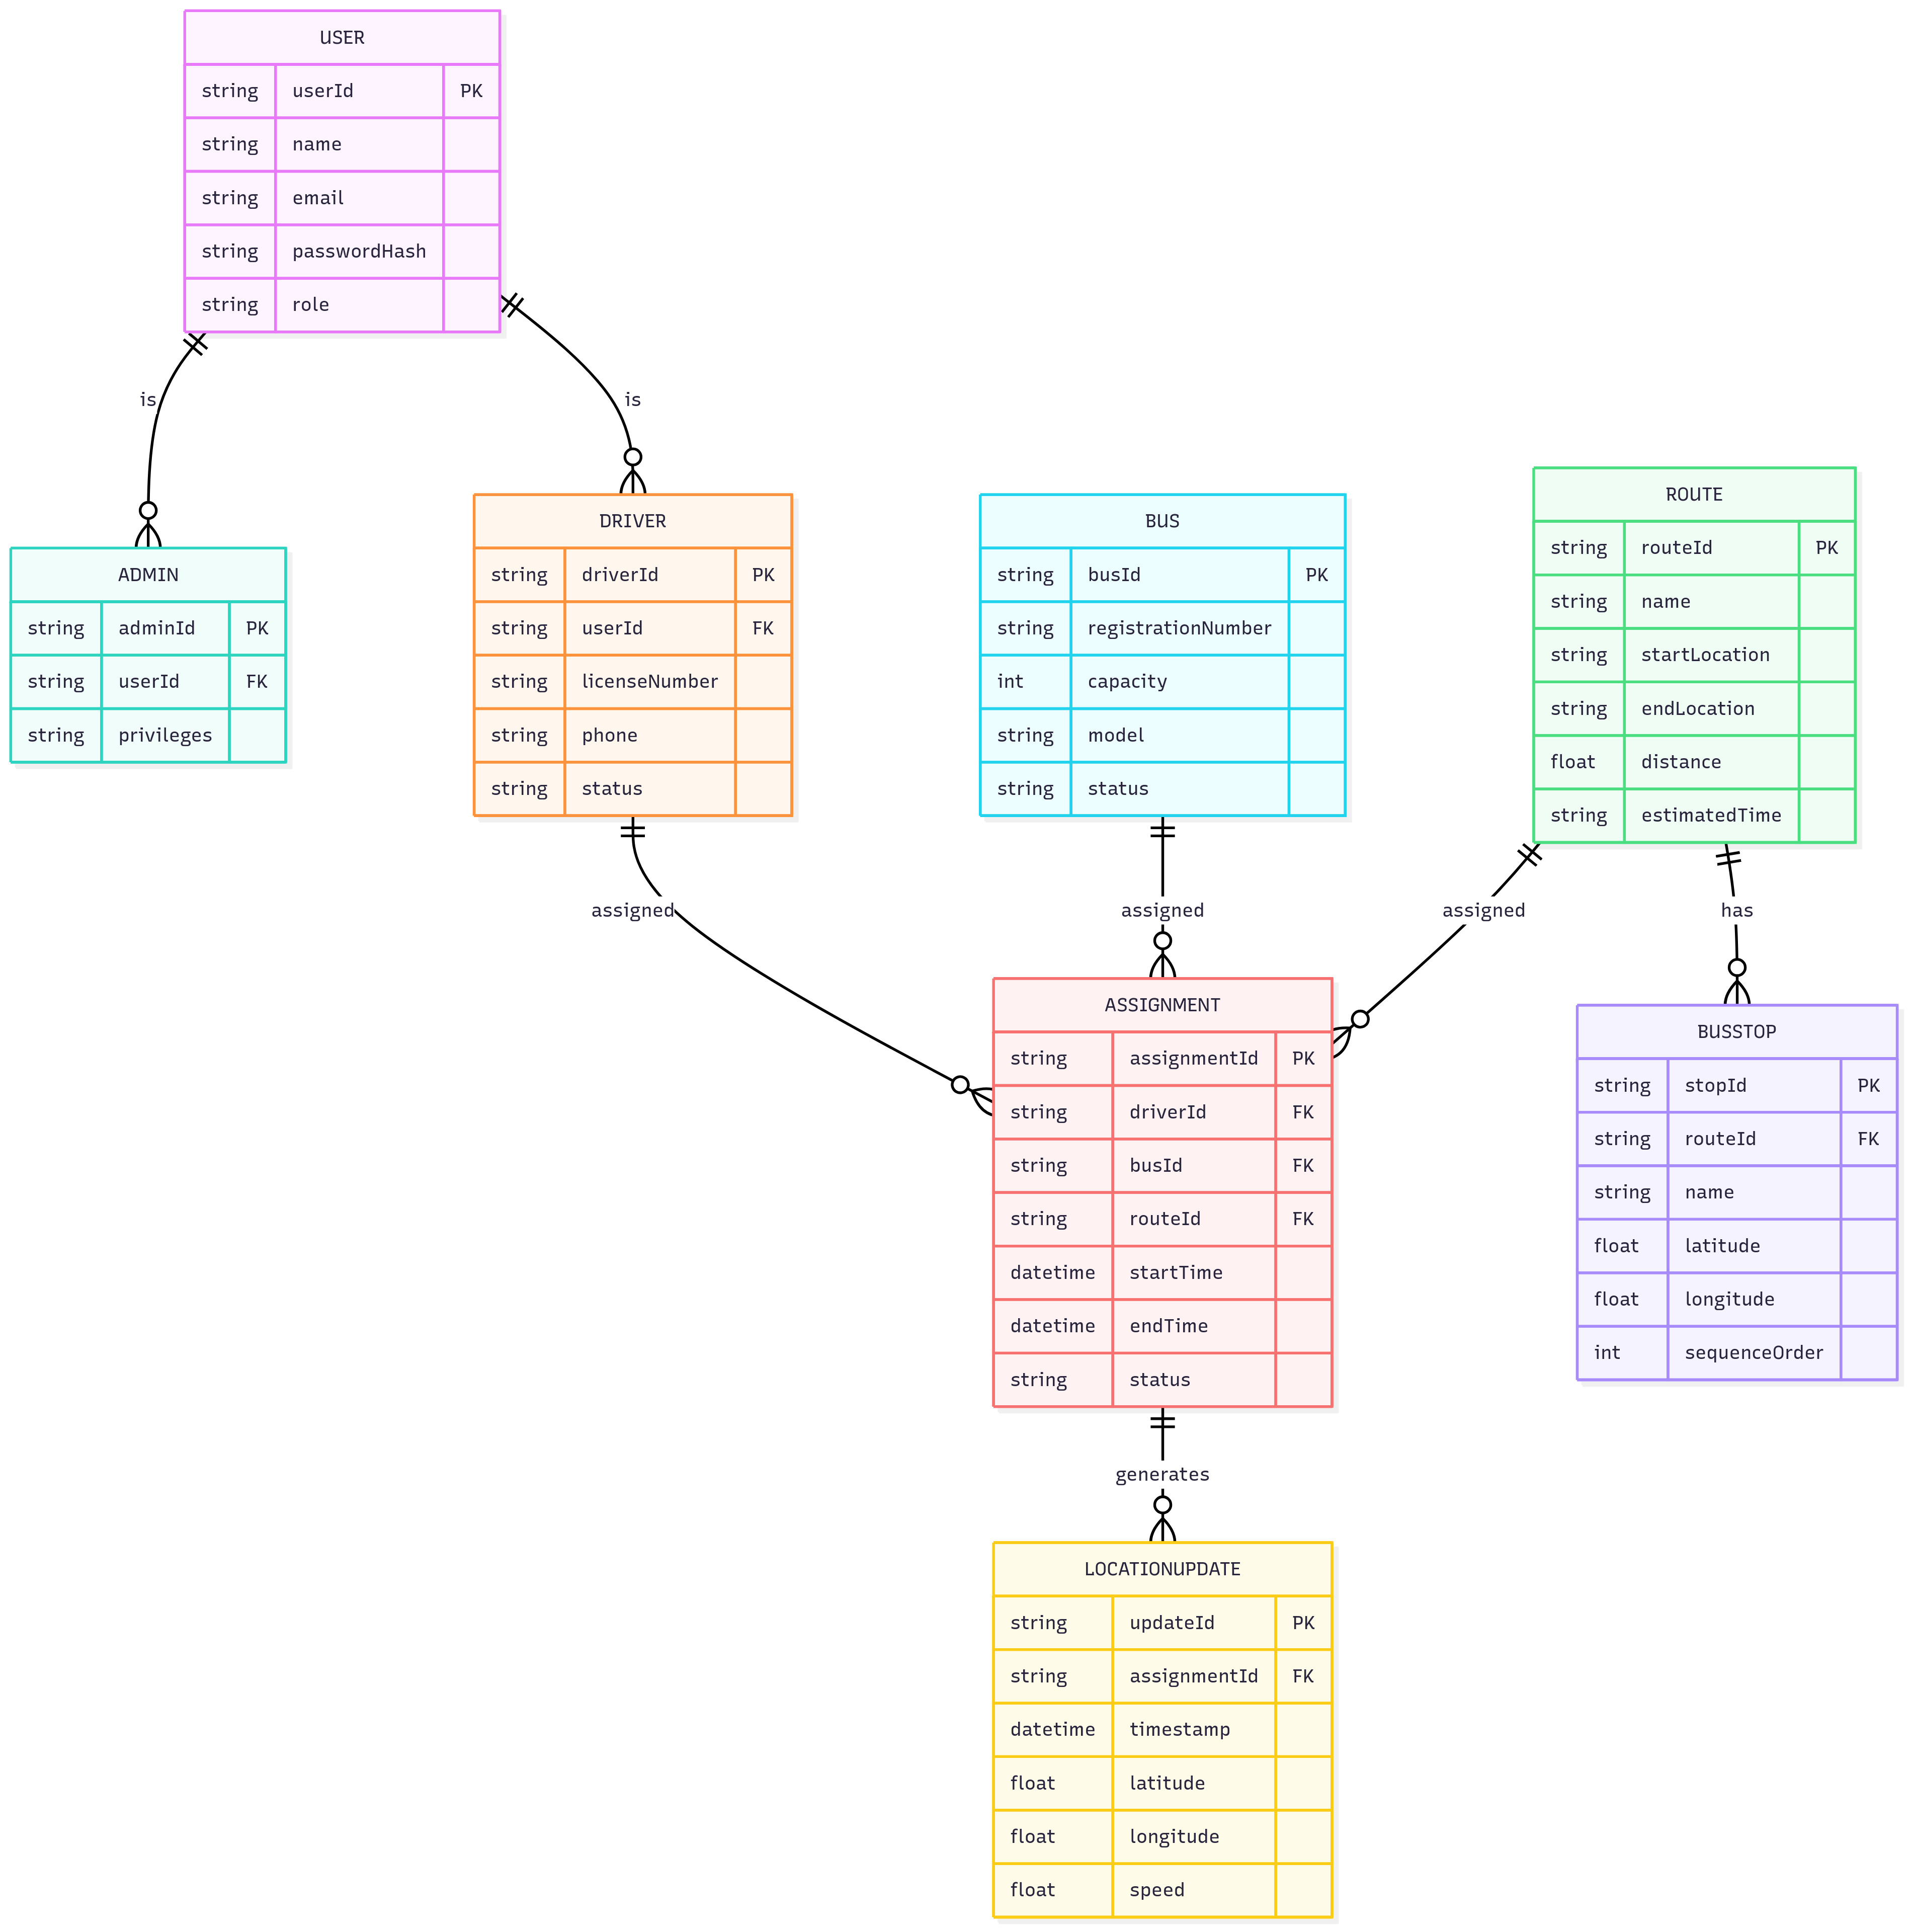 USER
string userId PK
string name
string email
string passwordHash
string role
is
is
ADMIN
string adminId PK
string userId FK
string privileges
DRIVER
string driverId PK
string userId FK
string licenseNumber
string phone
string status
BUS
string busId PK
string registrationNumber
int capacity
string model
string status
ROUTE
string routeId PK
string name
string startLocation
string endLocation
float distance
string estimatedTime
assigned
assigned
assigned
has
ASSIGNMENT
string assignmentId PK
string driverId FK
string busId FK
string routeId FK
datetime startTime
datetime endTime
string status
BUSSTOP
string stopId PK
string routeId FK
string name
float latitude
float longitude
int sequenceOrder
generates
LOCATIONUPDATE
string updateId PK
string assignmentId FK
datetime timestamp
float latitude
float longitude
float speed